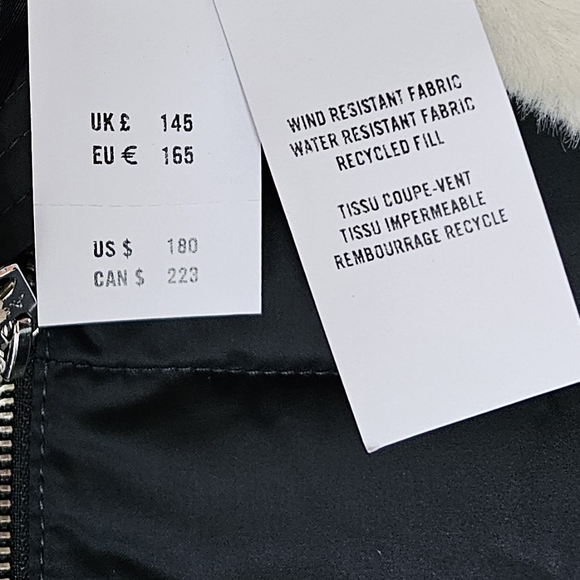 UK £ 145
EU € 165
US $ 180
CAN $ 223
WIND RESISTANT FABRIC
WATER RESISTANT FABRIC
RECYCLED FILL
TISSU COUPE-VENT
TISSU IMPERMEABLE
REMBOURRAGE RECYCLE